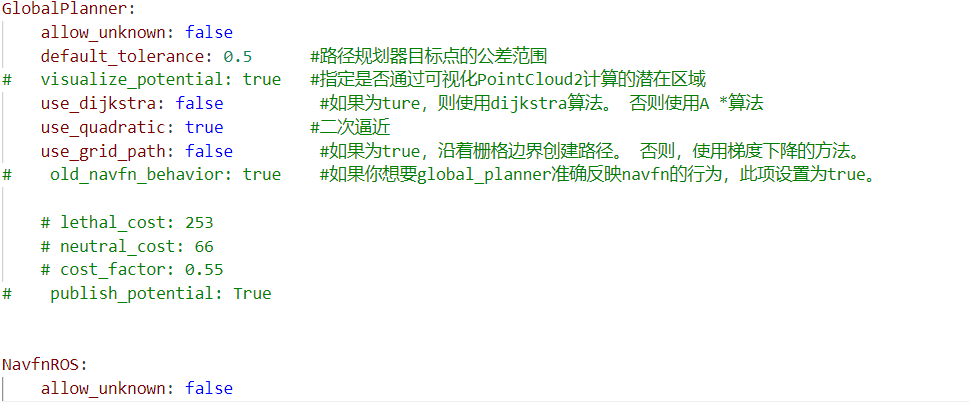 GlobalPlanner:
    allow_unknown: false
    default_tolerance: 0.5      #路径规划器目标点的公差范围
#   visualize_potential: true   #指定是否通过可视化PointCloud2计算的潜在区域
    use_dijkstra: false          #如果为ture，则使用dijkstra算法。 否则使用A *算法
    use_quadratic: true         #二次逼近
    use_grid_path: false         #如果为true，沿着栅格边界创建路径。 否则，使用梯度下降的方法。
#    old_navfn_behavior: true    #如果你想要global_planner准确反映navfn的行为，此项设置为true。
    # lethal_cost: 253
    # neutral_cost: 66
    # cost_factor: 0.55
#    publish_potential: True
NavfnROS:
    allow_unknown: false